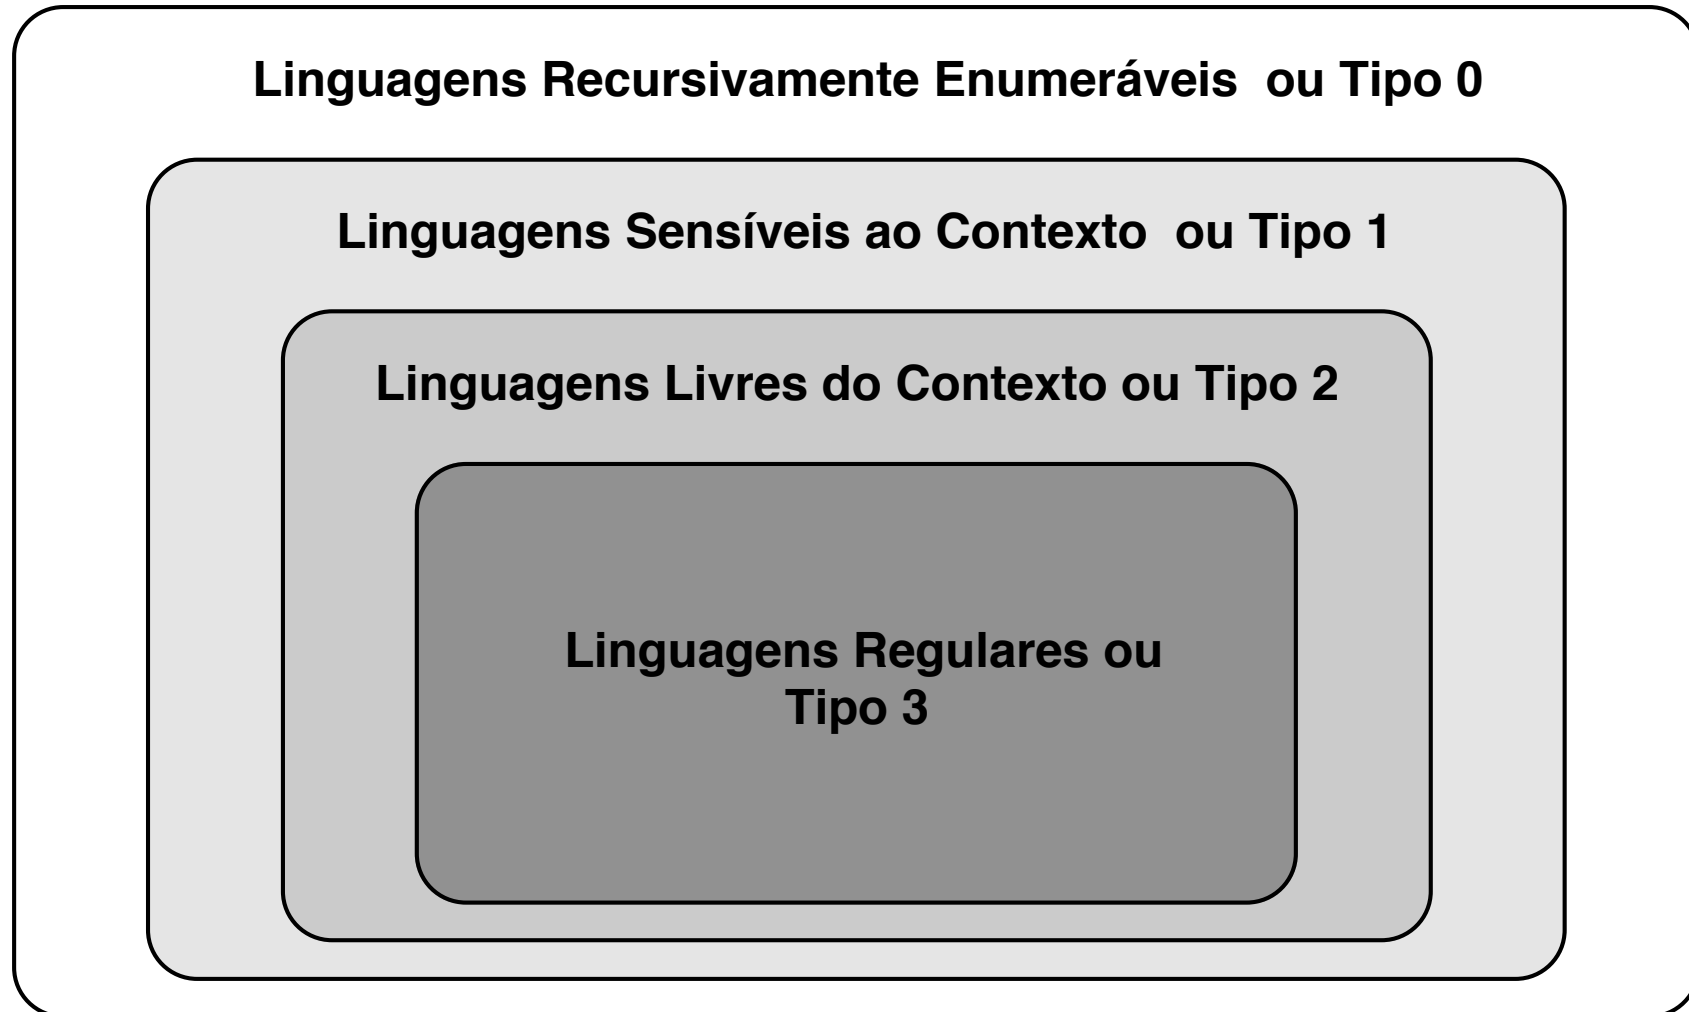 Linguagens Recursivamente Enumeráveis  ou Tipo 0
Linguagens Sensíveis ao Contexto  ou Tipo 1
Linguagens Livres do Contexto ou Tipo 2
Linguagens Regulares ou
Tipo 3